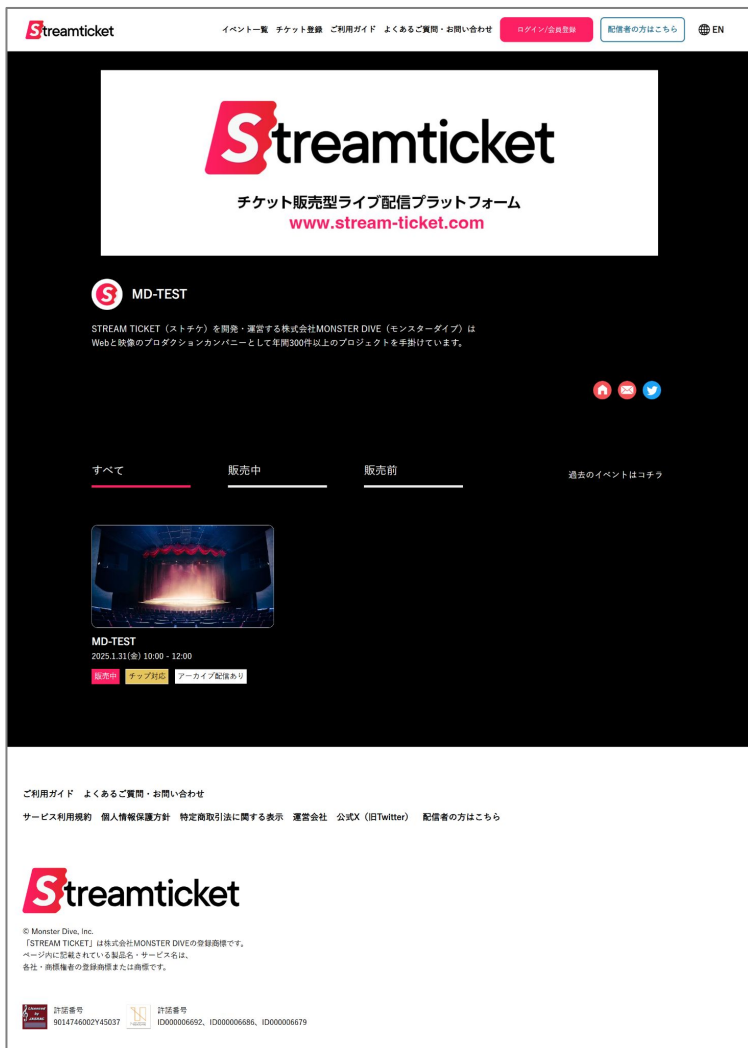 Streamticket
イベント一覧 チケット登録 ご利用ガイド よくあるご質問・お問い合わせ ログイン/会員登録 配信者の方はこちら EN
Streamticket
チケット販売型ライブ配信プラットフォーム
www.stream-ticket.com
MD-TEST
STREAM TICKET（ストチケ）を開発・運営する株式会社MONSTER DIVE（モンスターダイブ）は
Webと映像のプロダクションカンパニーとして年間300件以上のプロジェクトを手掛けています。
すべて 販売中 販売前 過去のイベントはコチラ
MD-TEST
2025.1.31(金) 10:00 - 12:00
販売中 チップ対応 アーカイブ配信あり
ご利用ガイド よくあるご質問・お問い合わせ
サービス利用規約 個人情報保護方針 特定商取引法に関する表示 運営会社 公式X（旧Twitter） 配信者の方はこちら
Streamticket
© Monster Dive, Inc.
「STREAM TICKET」は株式会社MONSTER DIVEの登録商標です。
ページ内に記載されている製品名・サービス名は、
各社・商標権者の登録商標または商標です。
Licensed by JASRAC 許諾番号 許諾番号
9014746002Y45037 ID000006692、ID000006686、ID000006679